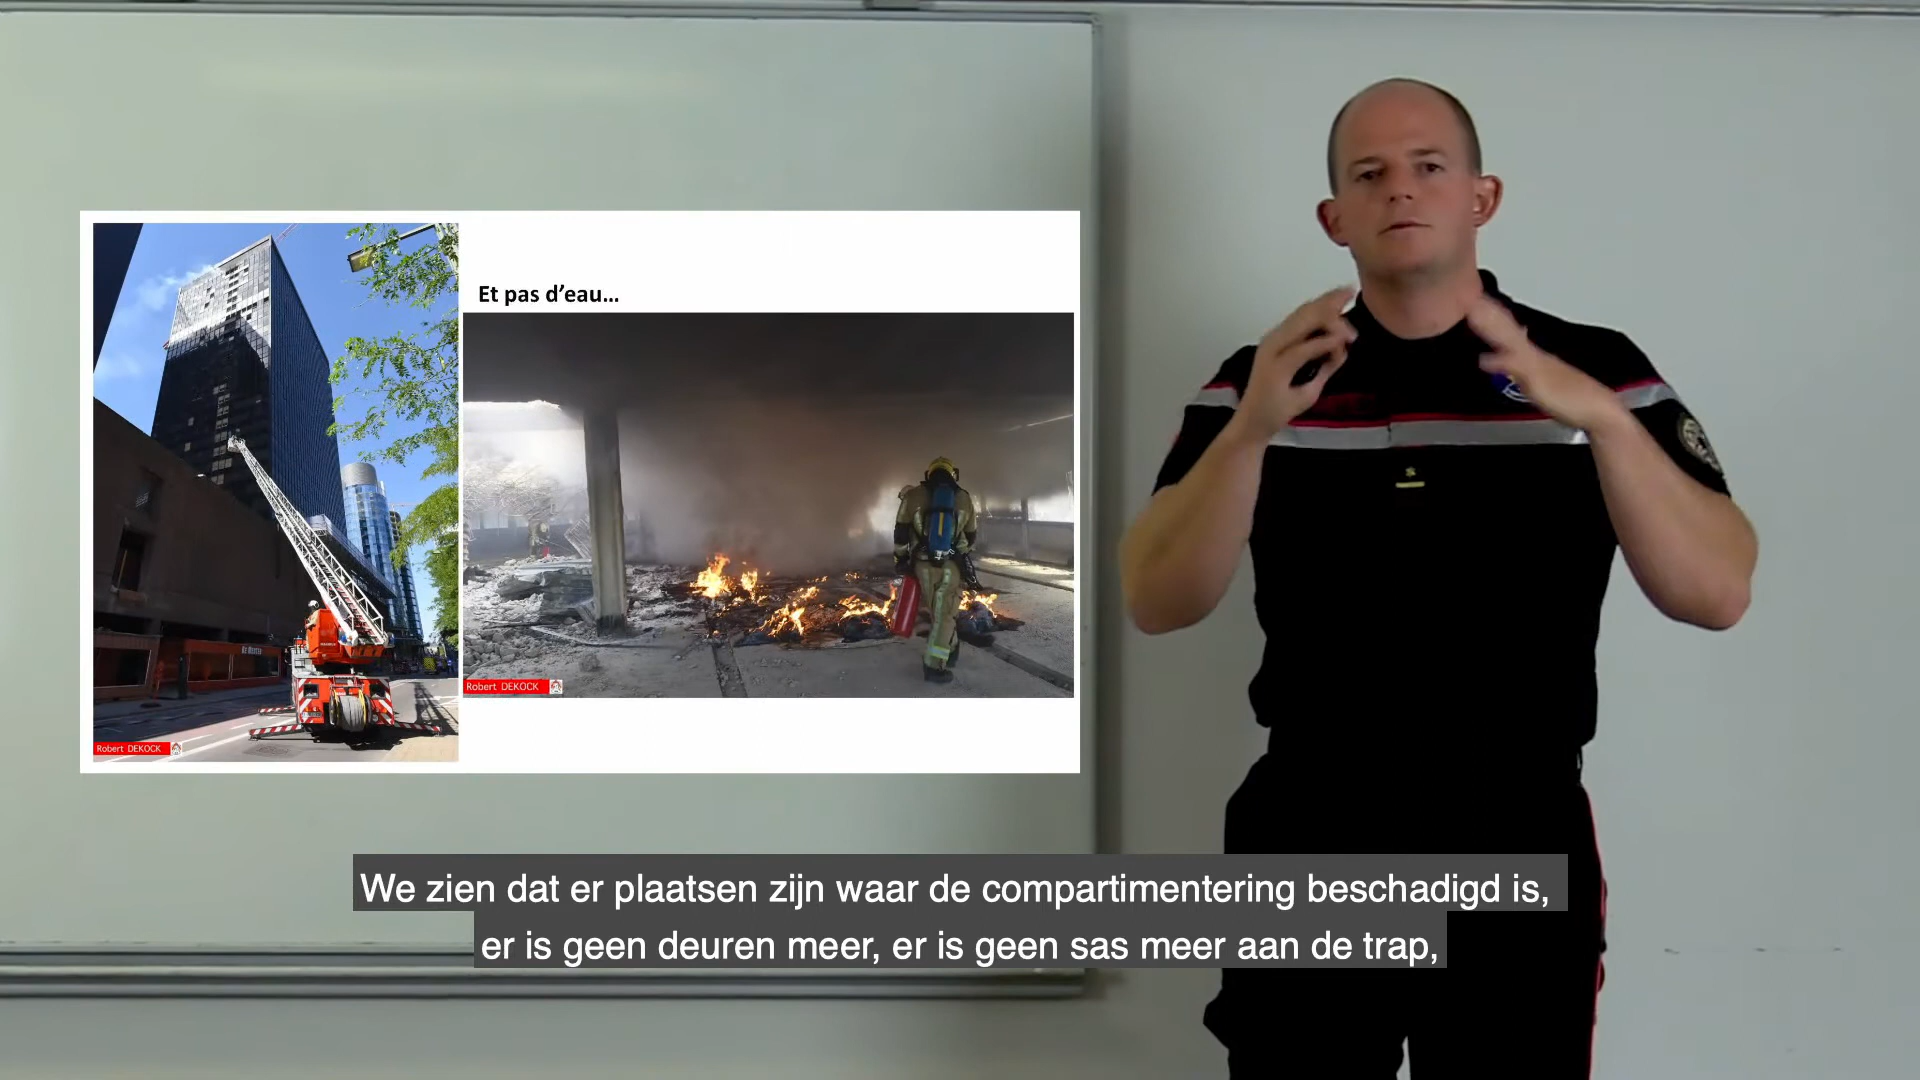 Et pas d’eau…
Robert DEKOCK
Robert DEKOCK
We zien dat er plaatsen zijn waar de compartimentering beschadigd is,
er is geen deuren meer, er is geen sas meer aan de trap,